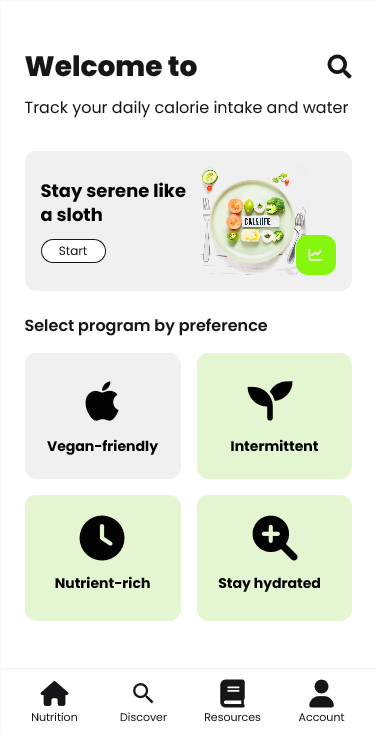 Welcome to
Track your daily calorie intake and water
Stay serene like
a sloth
CALSLIFE
Start
Select program by preference
Vegan-friendly
Intermittent
Nutrient-rich
Stay hydrated
Nutrition
Discover
Resources
Account